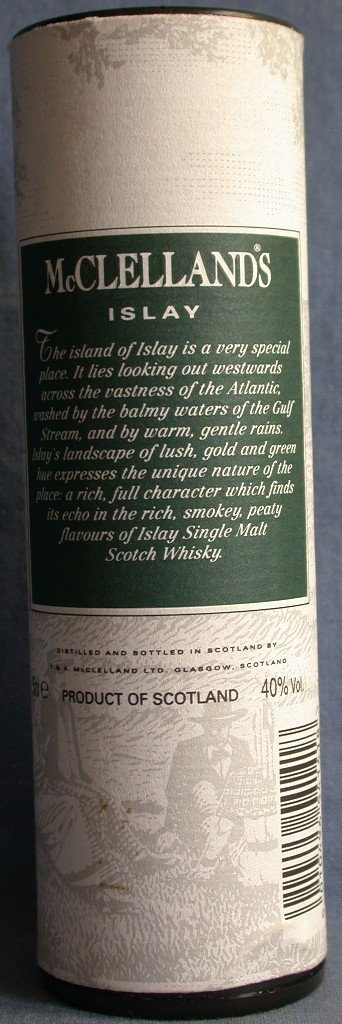 McCLELLAND'S®
ISLAY
The island of Islay is a very special
place. It lies looking out westwards
across the vastness of the Atlantic,
washed by the balmy waters of the Gulf
Stream, and by warm, gentle rains.
Islay's landscape of lush, gold and green
hue expresses the unique nature of the
place: a rich, full character which finds
its echo in the rich, smokey, peaty
flavours of Islay Single Malt
Scotch Whisky.
DISTILLED AND BOTTLED IN SCOTLAND BY
T. & A. McCLELLAND LTD. GLASGOW, SCOTLAND
PRODUCT OF SCOTLAND 40% Vol.